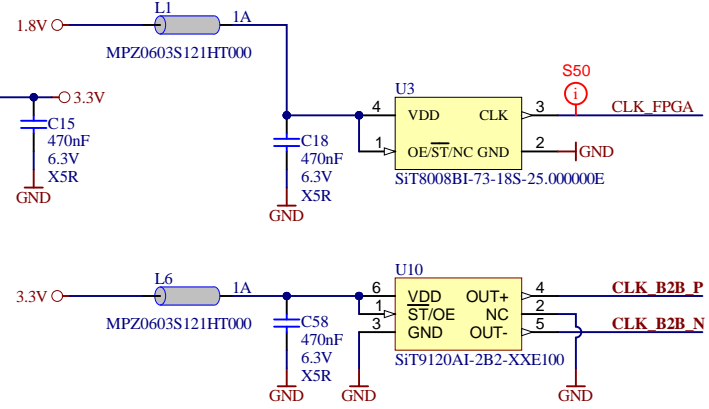 L1
1.8V
1A
MPZ0603S121HT000
3.3V
C15
470nF
6.3V
X5R
GND
C18
470nF
6.3V
X5R
GND
U3
4 VDD CLK 3
1 OE/ST/NC GND 2
SiT8008BI-73-18S-25.000000E
S50
i
CLK_FPGA
GND
L6
3.3V
1A
MPZ0603S121HT000
C58
470nF
6.3V
X5R
GND
GND
U10
6 VDD OUT+ 4
1 ST/OE NC 2
3 GND OUT- 5
SiT9120AI-2B2-XXE100
CLK_B2B_P
CLK_B2B_N
GND